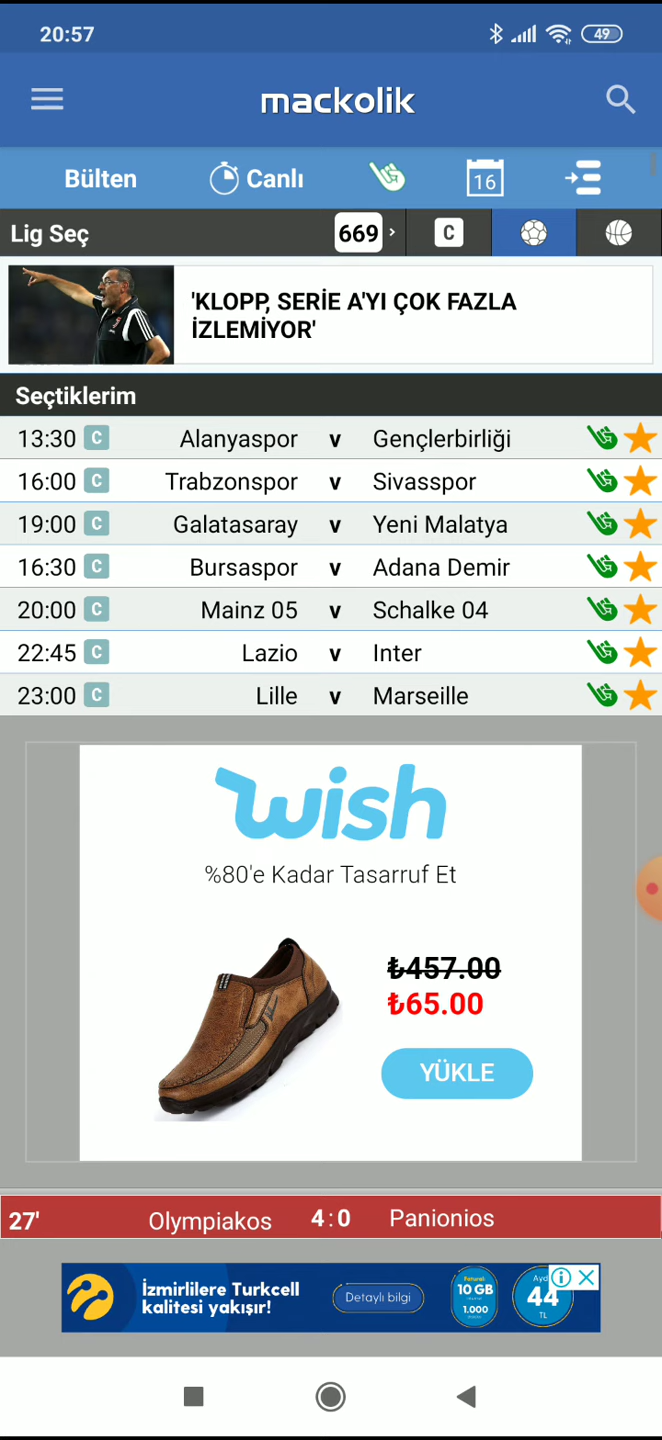 20:57
49
mackolik
Bülten
Canlı
16
Lig Seç
669
C
'KLOPP, SERİE A'YI ÇOK FAZLA
İZLEMİYOR'
Seçtiklerim
13:30 C Alanyaspor v Gençlerbirliği
16:00 C Trabzonspor v Sivasspor
19:00 C Galatasaray v Yeni Malatya
16:30 C Bursaspor v Adana Demir
20:00 C Mainz 05 v Schalke 04
22:45 C Lazio v Inter
23:00 C Lille v Marseille
wish
%80'e Kadar Tasarruf Et
₺457.00
₺65.00
YÜKLE
27' Olympiakos 4:0 Panionios
İzmirlilere Turkcell
kalitesi yakışır!
Detaylı bilgi
10 GB
1.000
44
TL